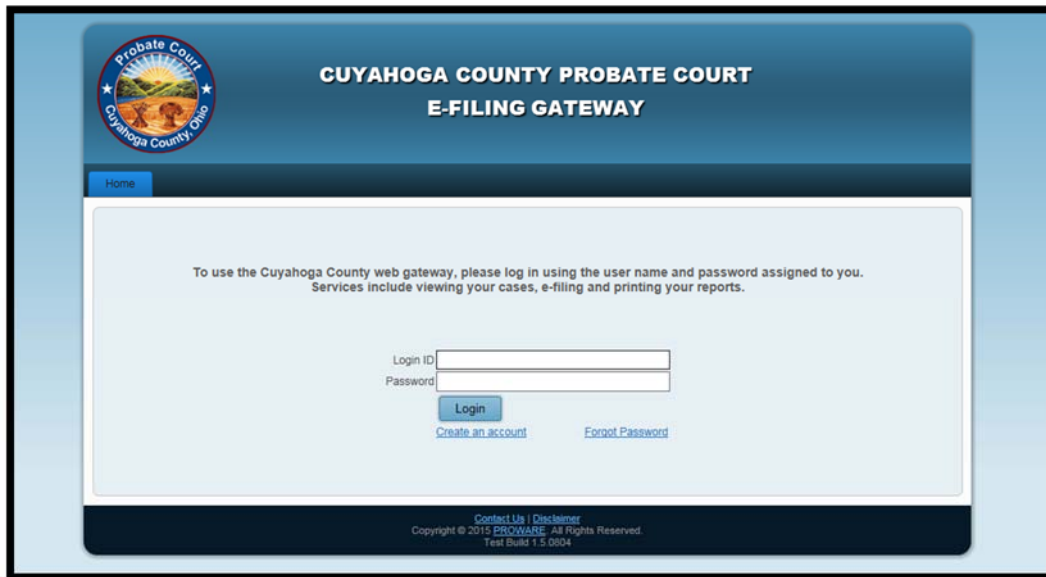 Probate Court
Cuyahoga County, Ohio
CUYAHOGA COUNTY PROBATE COURT
E-FILING GATEWAY
Home
To use the Cuyahoga County web gateway, please log in using the user name and password assigned to you.
Services include viewing your cases, e-filing and printing your reports.
Login ID
Password
Login
Create an account Forgot Password
Contact Us | Disclaimer
Copyright © 2015 PROWARE. All Rights Reserved.
Test Build 1.5.0804